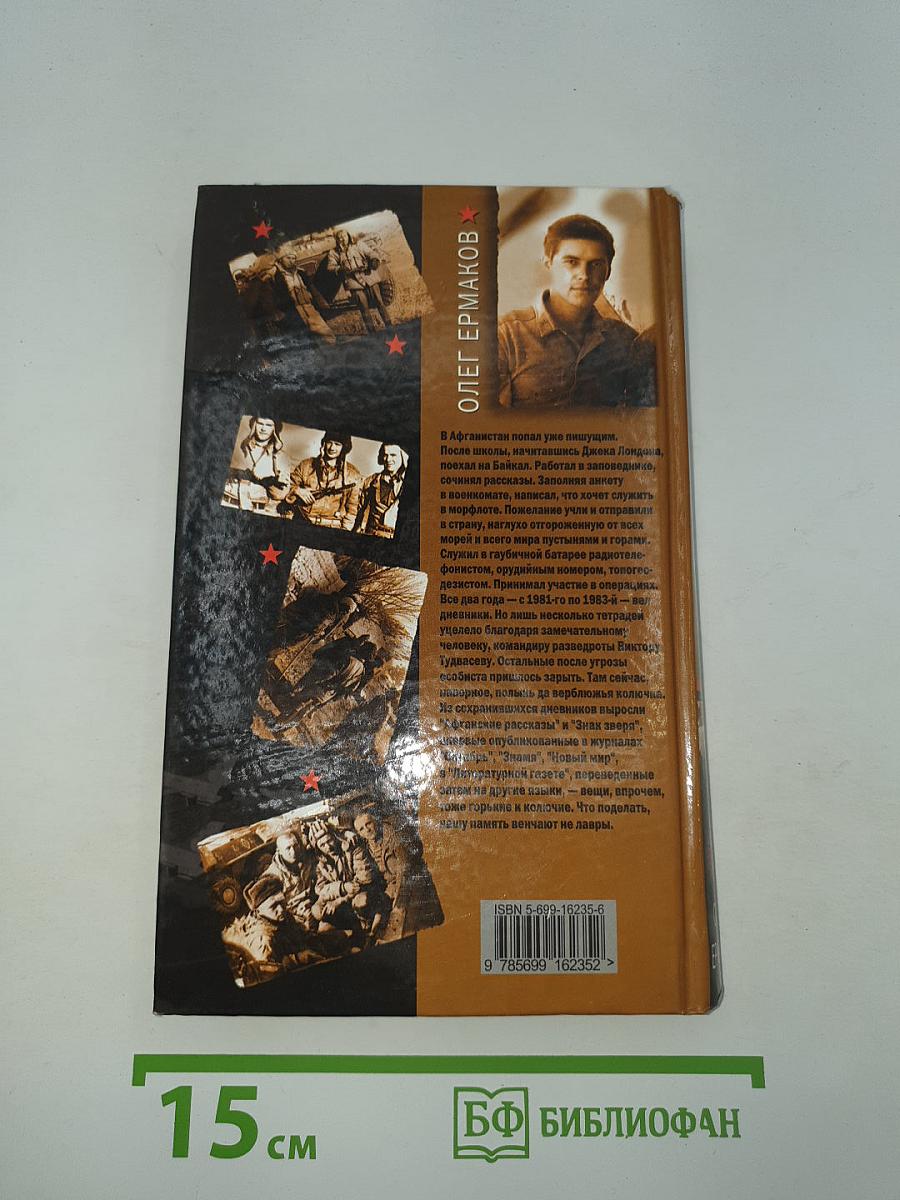 ОЛЕГ ЕРМАКОВ
В Афганистан попал уже пишущим.
После школы, начитавшись Джека Лондона,
поехал на Байкал. Работал в заповеднике,
сочинял рассказы. Заполняя анкету
в военкомате, написал, что хочет служить
в морфлоте. Пожелание учли и отправили
в страну, наглухо отгороженную от всех
морей и всего мира пустынями и горами.
Служил в гаубичной батарее радиотеле-
фонистом, орудийным номером, топогео-
дезистом. Принимал участие в операциях.
Все два года — с 1981-го по 1983-й — вел
дневники. Но лишь несколько тетрадей
уцелело благодаря замечательному
человеку, командиру разведроты Виктору
Тудвасеву. Остальные после угрозы
особиста пришлось зарыть. Там сейчас,
наверное, полынь да верблюжья колючка.
Из сохранившихся дневников выросли
"Афганские рассказы" и "Знак зверя",
впервые опубликованные в журналах
"Октябрь", "Знамя", "Новый мир",
в "Литературной газете", переведенные
затем на другие языки, — вещи, впрочем,
тоже горькие и колючие. Что поделать,
нашу память венчают не лавры.
ISBN 5-699-16235-6
9 785699 162352 >
15 см
БФ БИБЛИОФАН